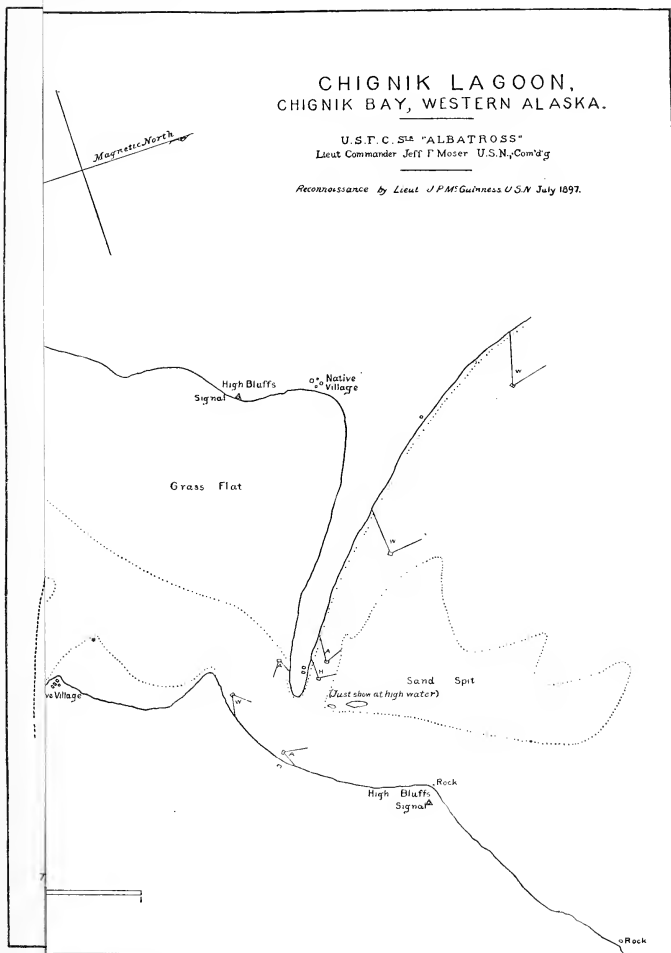 CHIGNIK LAGOON,
CHIGNIK BAY, WESTERN ALASKA.
U.S.F.C. Str "ALBATROSS"
Lieut Commander Jeff F Moser U.S.N., Com'd'g
Reconnoissance by Lieut J P McGuinness U S N July 1897.
Magnetic North
Native
Village
High Bluffs
Signal
W
Grass Flat
W
A
H
Sand Spit
(Just show at high water)
ve Village
W
A
Rock
High Bluffs
Signal
7
1
Rock